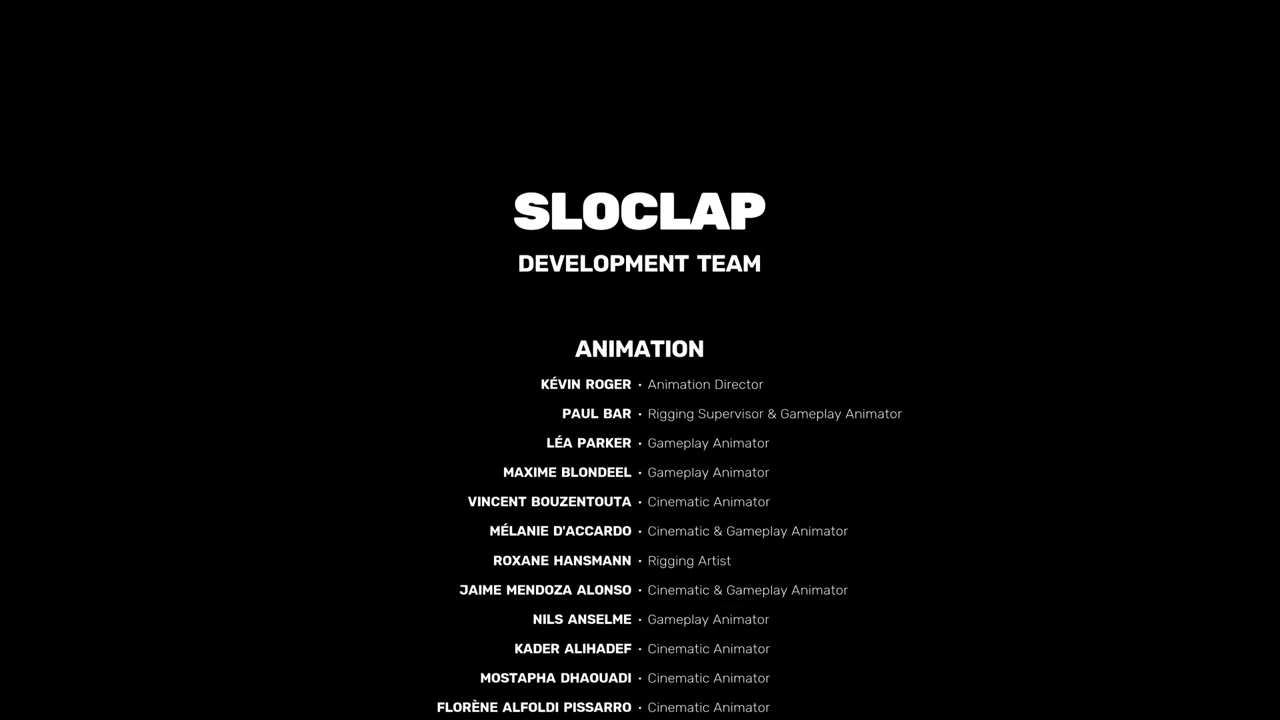 SLOCLAP
DEVELOPMENT TEAM
ANIMATION
KÉVIN ROGER • Animation Director
PAUL BAR • Rigging Supervisor & Gameplay Animator
LÉA PARKER • Gameplay Animator
MAXIME BLONDEEL • Gameplay Animator
VINCENT BOUZENTOUTA • Cinematic Animator
MÉLANIE D'ACCARDO • Cinematic & Gameplay Animator
ROXANE HANSMANN • Rigging Artist
JAIME MENDOZA ALONSO • Cinematic & Gameplay Animator
NILS ANSELME • Gameplay Animator
KADER ALIHADEF • Cinematic Animator
MOSTAPHA DHAOUADI • Cinematic Animator
FLORÈNE ALFOLDI PISSARRO • Cinematic Animator